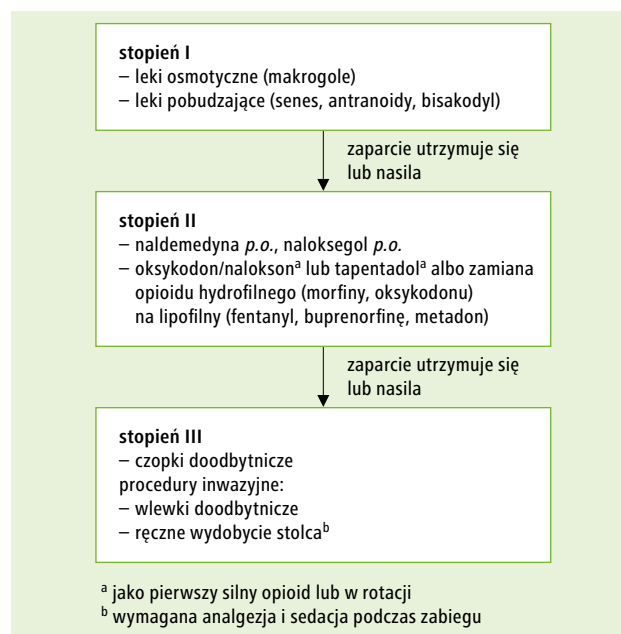 stopień I
– leki osmotyczne (makrogole)
– leki pobudzające (senes, antranoidy, bisakodyl)
zaparcie utrzymuje się
lub nasila
stopień II
– naldemedyna p.o., naloksegol p.o.
– oksykodon/naloksonᵃ lub tapentadolᵃ albo zamiana
opioidu hydrofilnego (morfiny, oksykodonu)
na lipofilny (fentanyl, buprenorfinę, metadon)
zaparcie utrzymuje się
lub nasila
stopień III
– czopki doodbytnicze
procedury inwazyjne:
– wlewki doodbytnicze
– ręczne wydobycie stolcaᵇ
ᵃ jako pierwszy silny opioid lub w rotacji
ᵇ wymagana analgezja i sedacja podczas zabiegu